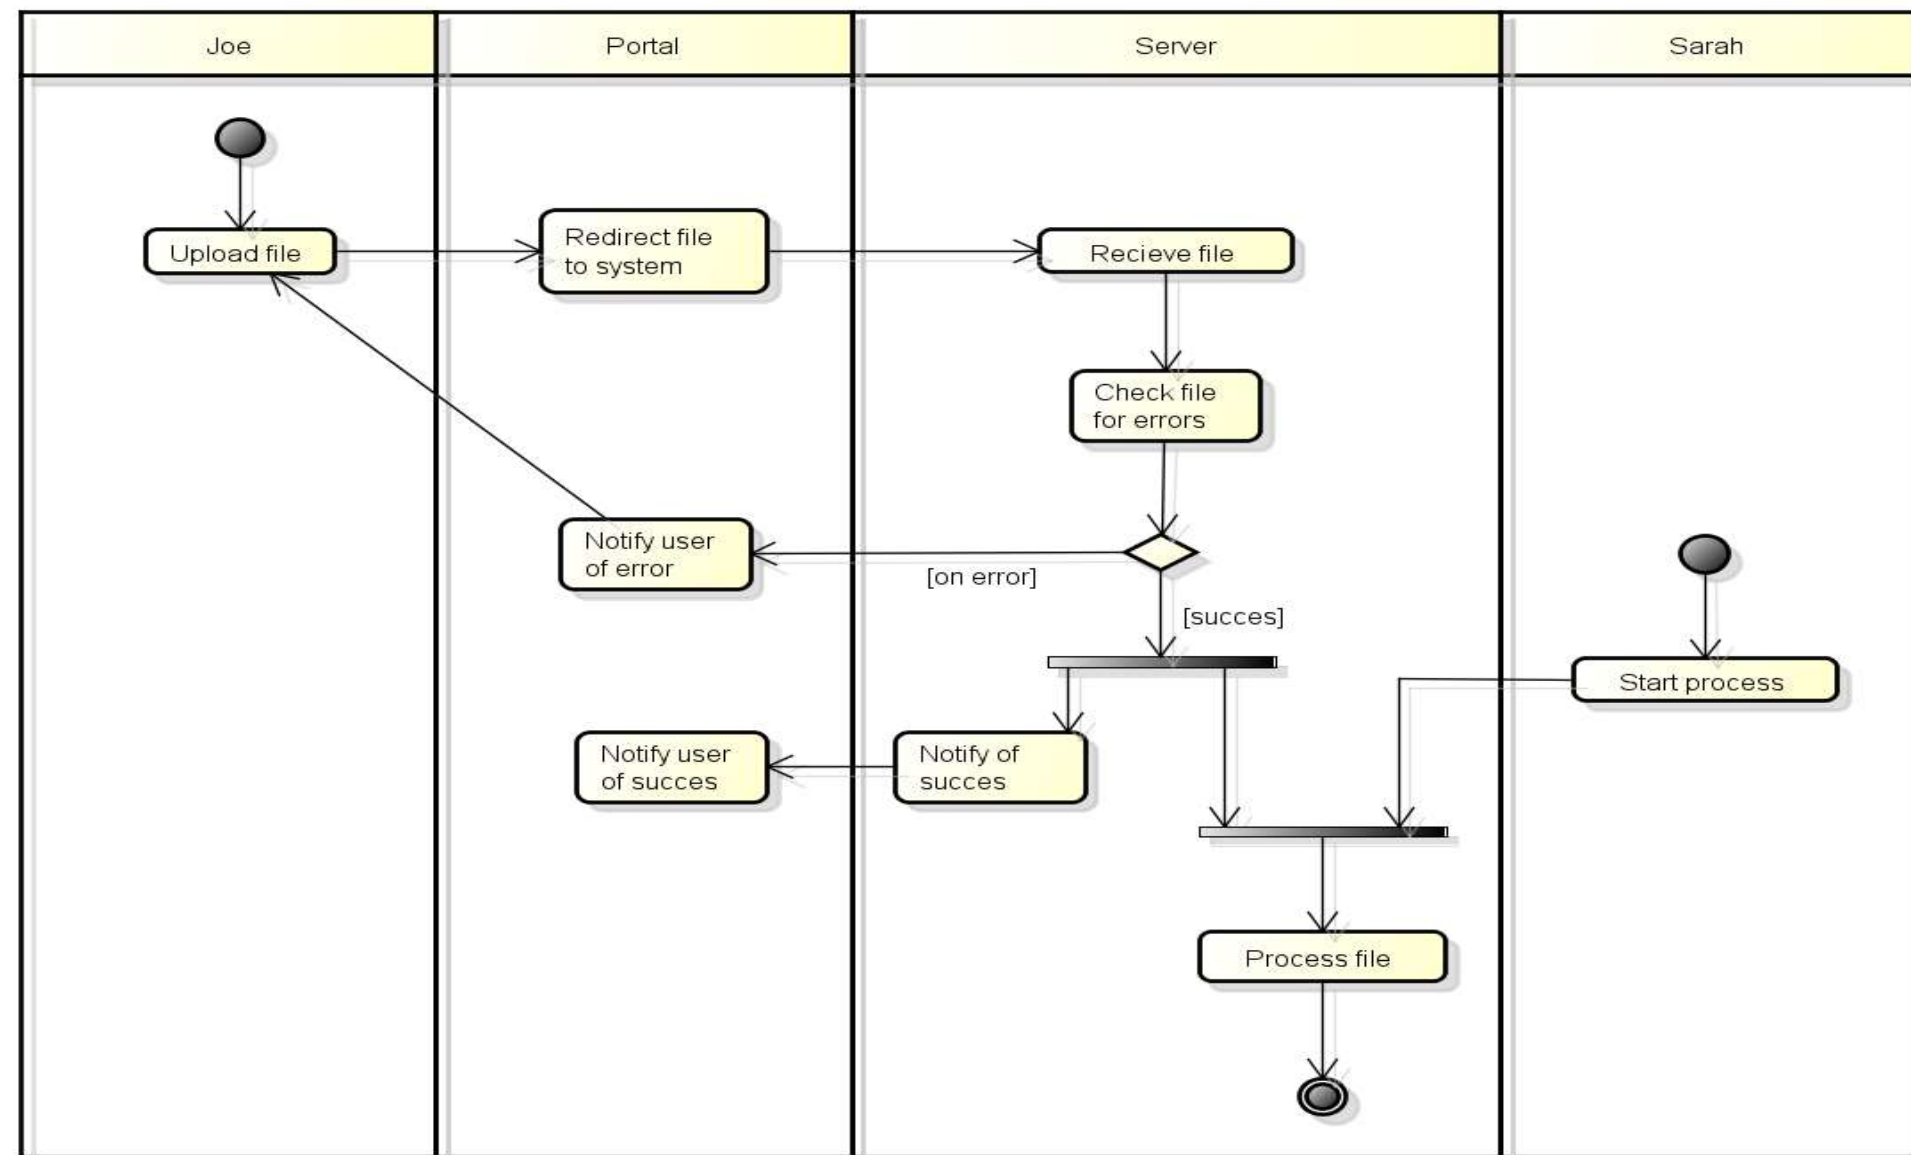 Joe
Portal
Server
Sarah
Upload file
Redirect file
to system
Recieve file
Check file
for errors
Notify user
of error
[on error]
[succes]
Start process
Notify user
of succes
Notify of
succes
Process file